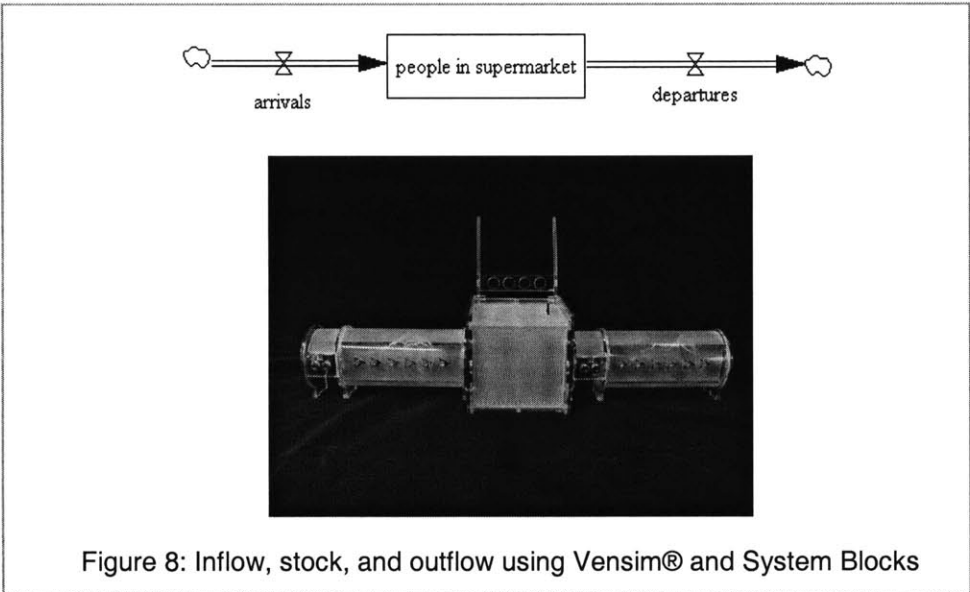 people in supermarket
arrivals
departures
Figure 8: Inflow, stock, and outflow using Vensim® and System Blocks